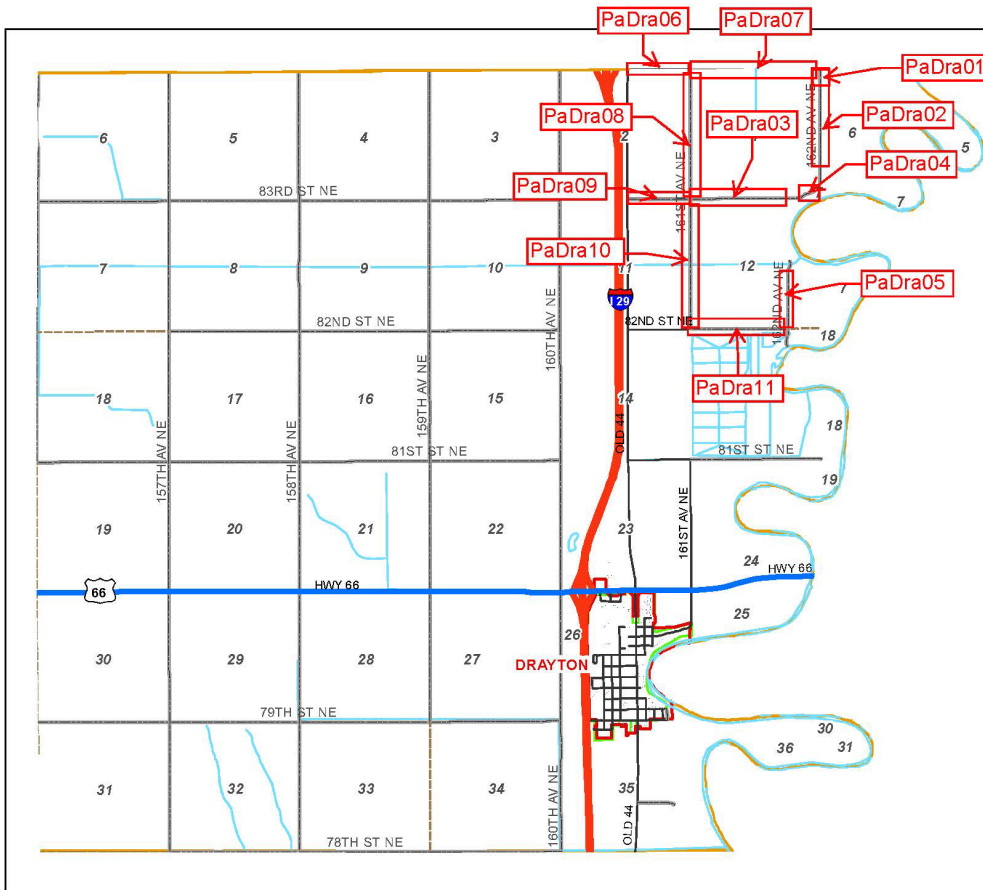 PaDra06
PaDra07
PaDra01
PaDra08
PaDra03
162ND AV NE
PaDra02
6
5
4
3
2
6
5
161ST AV NE
PaDra09
PaDra04
83RD ST NE
7
PaDra10
7
8
9
10
11
12
7
PaDra05
I 29
160TH AV NE
82ND ST NE
82ND ST NE
162ND AV NE
18
PaDra11
18
17
16
159TH AV NE
15
14
OLD 44
18
81ST ST NE
81ST ST NE
157TH AV NE
158TH AV NE
19
19
20
21
22
23
161ST AV NE
24
HWY 66
66
HWY 66
25
26
30
29
28
27
DRAYTON
79TH ST NE
30
36
31
31
32
33
34
160TH AV NE
35
OLD 44
78TH ST NE